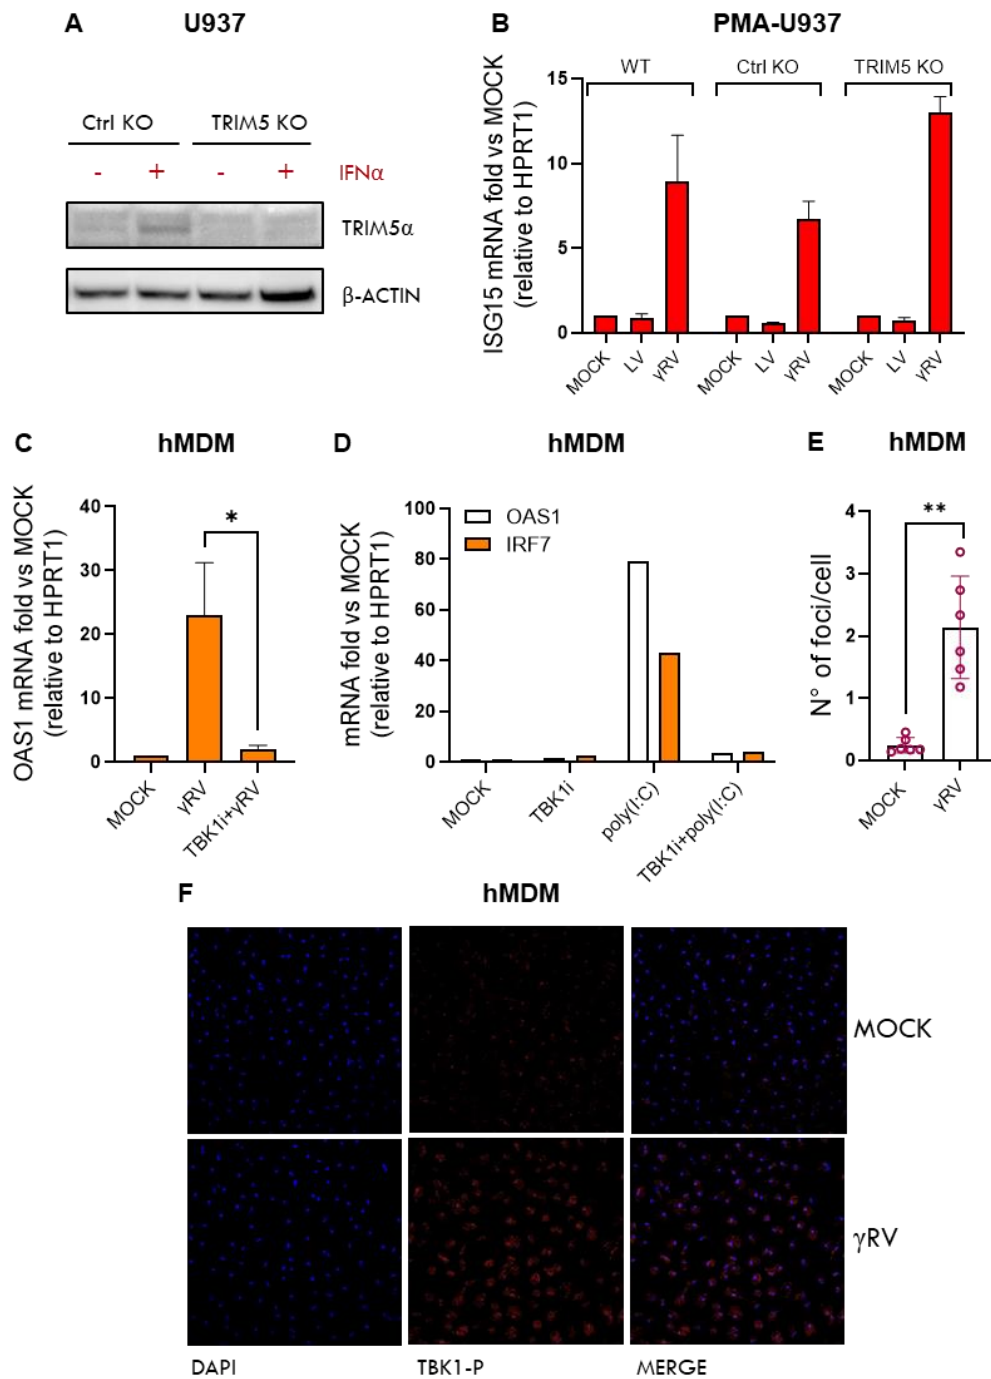 A U937
Ctrl KO TRIM5 KO
- + - + IFNα
TRIM5α
β-ACTIN
B PMA-U937
WT Ctrl KO TRIM5 KO
ISG15 mRNA fold vs MOCK
(relative to HPRT1)
15
10
5
0
MOCK LV γRV MOCK LV γRV MOCK LV γRV
C hMDM
OAS1 mRNA fold vs MOCK
(relative to HPRT1)
40
30
20
10
0
*
MOCK γRV TBK1i+γRV
D hMDM
mRNA fold vs MOCK
(relative to HPRT1)
100
80
60
40
20
0
OAS1
IRF7
MOCK TBK1i poly(I:C) TBK1i+poly(I:C)
E hMDM
N° of foci/cell
4
3
2
1
0
**
MOCK γRV
F hMDM
MOCK
γRV
DAPI TBK1-P MERGE